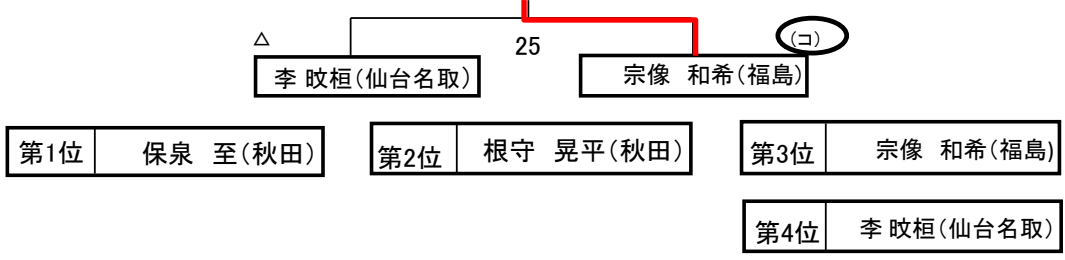 △ 25 (コ)
李 旼桓(仙台名取) 宗像 和希(福島)
第1位 保泉 至(秋田) 第2位 根守 晃平(秋田) 第3位 宗像 和希(福島)
第4位 李 旼桓(仙台名取)